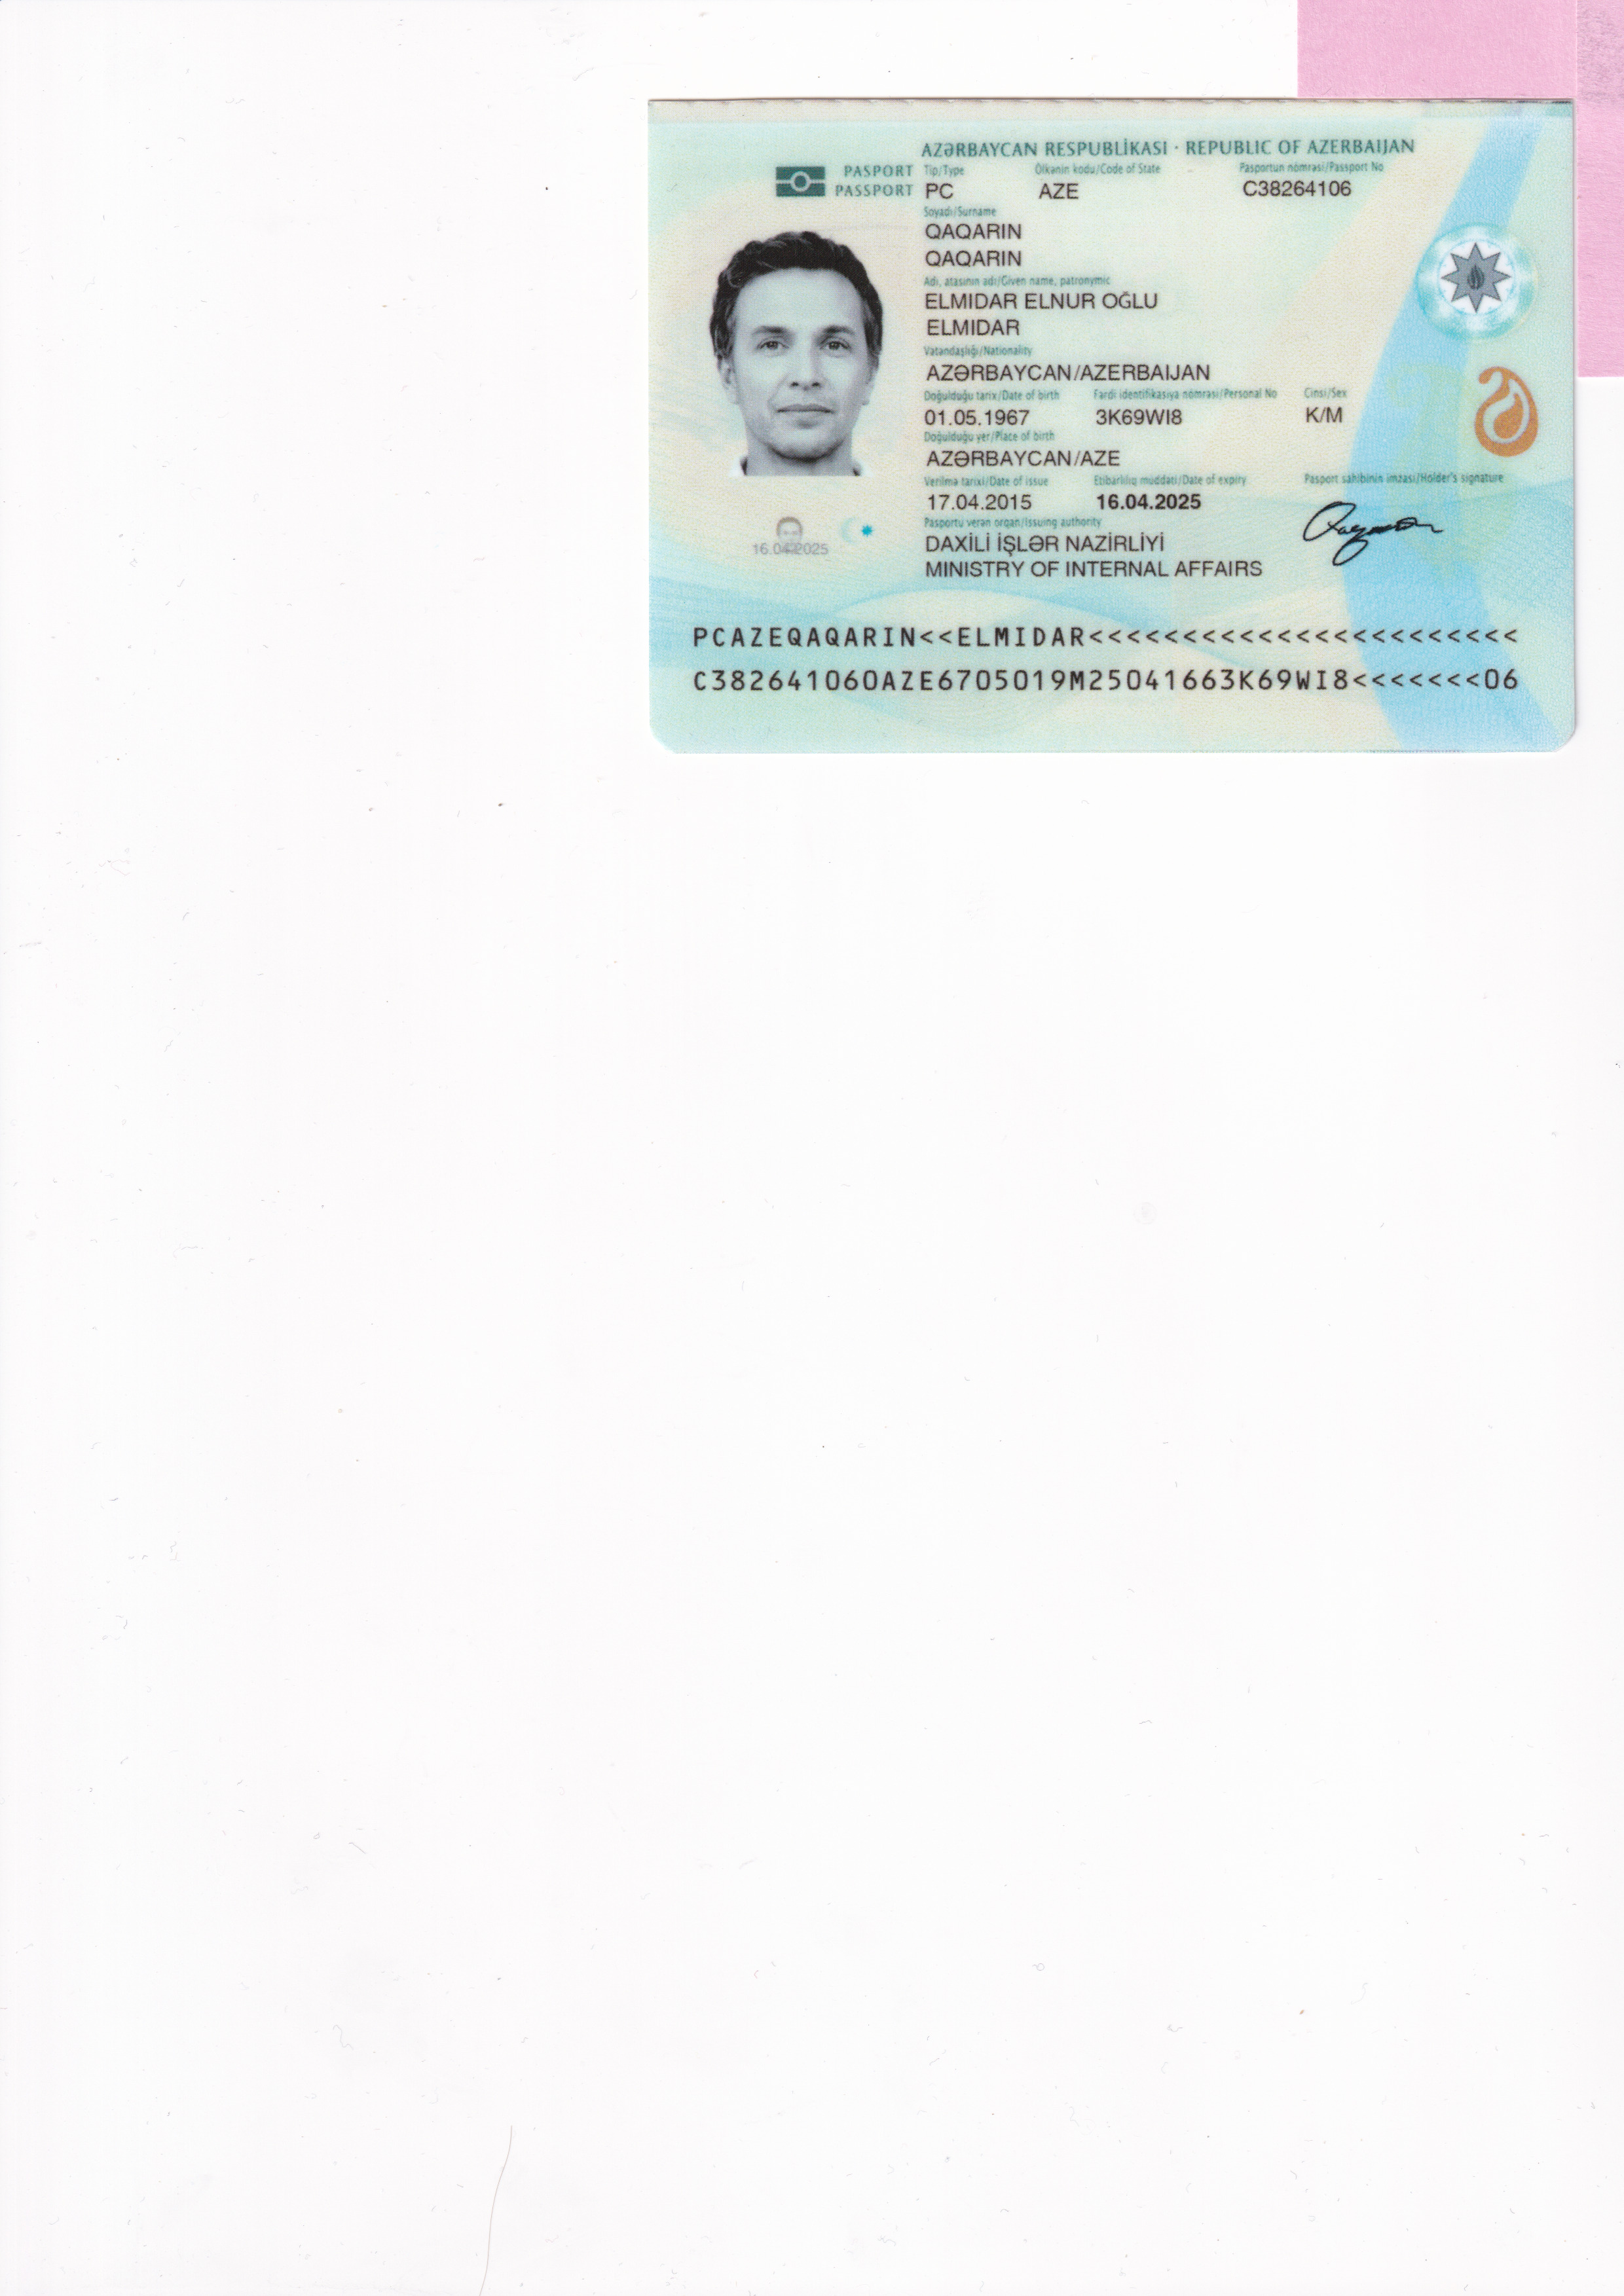 AZƏRBAYCAN RESPUBLİKASI · REPUBLIC OF AZERBAIJAN
PASPORT Tip/Type Ölkənin kodu/Code of State Pasportun nömrəsi/Passport No
PASSPORT PC AZE C38264106
Soyadı/Surname
QAQARIN
QAQARIN
Adı, atasının adı/Given name, patronymic
ELMIDAR ELNUR OĞLU
ELMIDAR
Vətəndaşlığı/Nationality
AZƏRBAYCAN/AZERBAIJAN
Doğulduğu tarix/Date of birth Fərdi identifikasiya nömrəsi/Personal No Cinsi/Sex
01.05.1967 3K69WI8 K/M
Doğulduğu yer/Place of birth
AZƏRBAYCAN/AZE
Verilmə tarixi/Date of issue Etibarlılıq müddəti/Date of expiry Pasport sahibinin imzası/Holder's signature
17.04.2015 16.04.2025
Pasportu verən orqan/Issuing authority
16.04.2025
DAXİLİ İŞLƏR NAZİRLİYİ
MINISTRY OF INTERNAL AFFAIRS
PCAZEQAQARIN<<ELMIDAR<<<<<<<<<<<<<<<<<<<<<<<
C382641060AZE6705019M25041663K69WI8<<<<<<<06